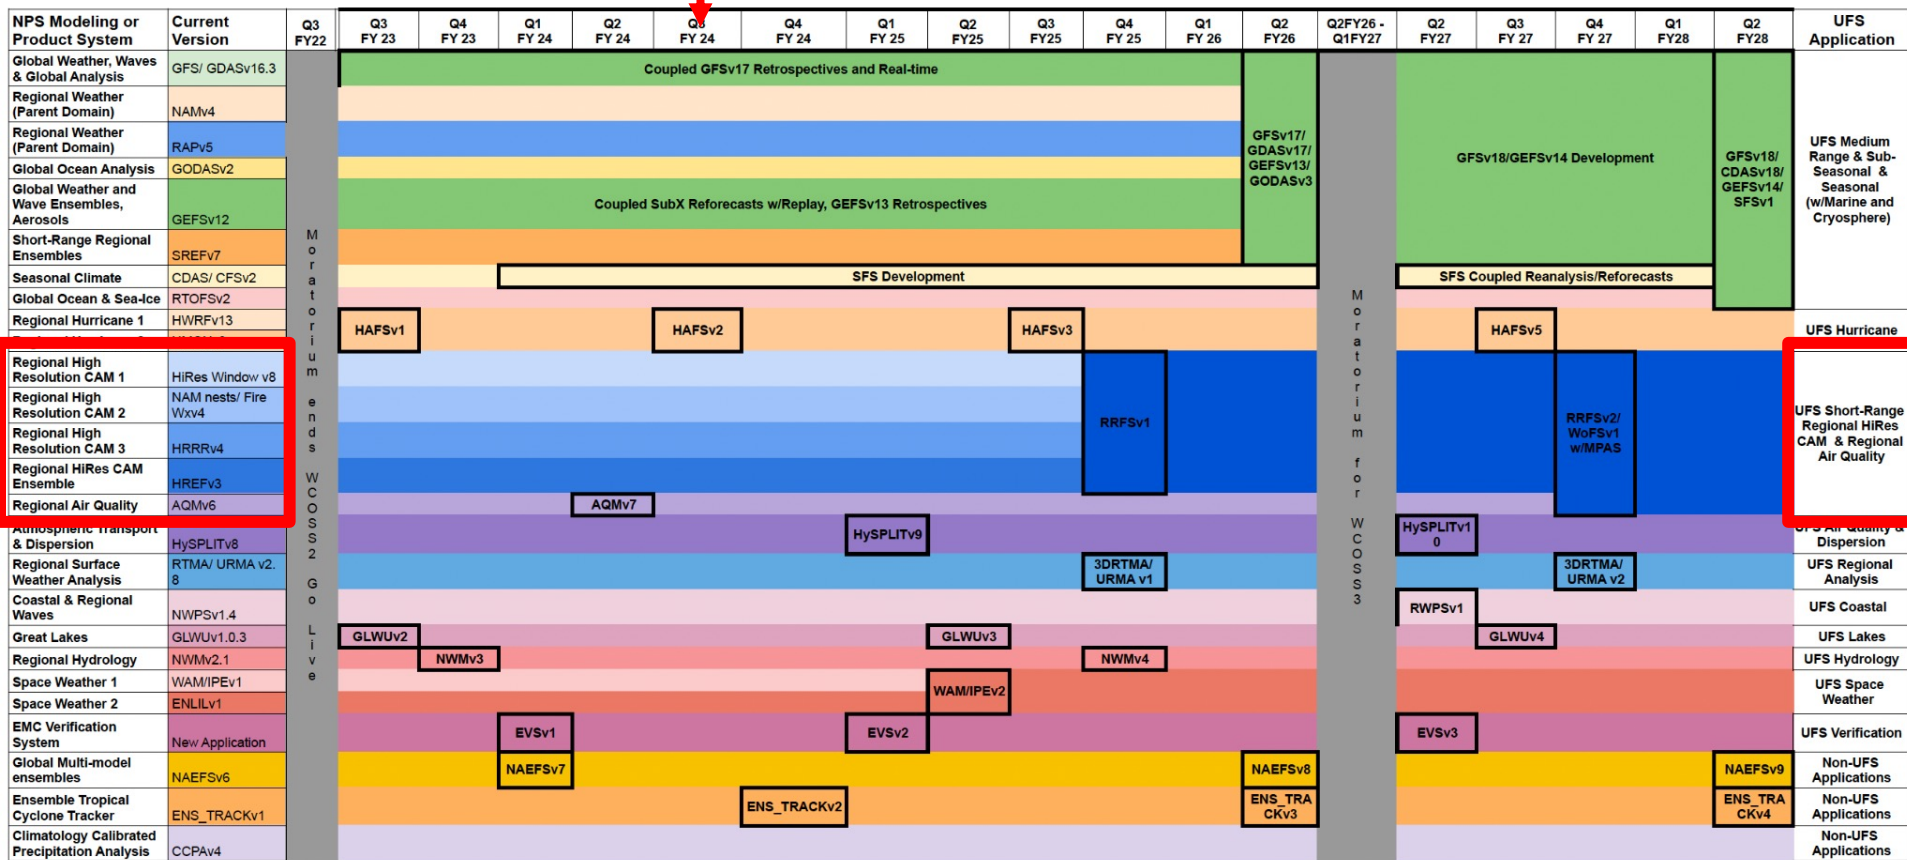 NPS Modeling or
Product System
Current
Version
Q3
FY22
Q3
FY 23
Q4
FY 23
Q1
FY 24
Q2
FY 24
FY 24
Q4
FY 24
Q1
FY 25
Q2
FY25
Q3
FY25
Q4
FY 25
Q1
FY 26
Q2
FY26
Q2FY26 -
Q1FY27
Q2
FY27
Q3
FY 27
Q4
FY 27
Q1
FY28
Q2
FY28
UFS
Application
Global Weather, Waves
& Global Analysis
GFS/ GDASv16.3
Coupled GFSv17 Retrospectives and Real-time
Regional Weather
(Parent Domain)
NAMv4
Regional Weather
(Parent Domain)
RAPv5
Global Ocean Analysis
GODASv2
Global Weather and
Wave Ensembles,
Aerosols
GEFSv12
Coupled SubX Reforecasts w/Replay, GEFSv13 Retrospectives
Short-Range Regional
Ensembles
SREFv7
GFSv17/
GDASv17/
GEFSv13/
GODASv3
GFSv18/GEFSv14 Development
GFSv18/
CDASv18/
GEFSv14/
SFSv1
UFS Medium
Range & Sub-
Seasonal &
Seasonal
(w/Marine and
Cryosphere)
Seasonal Climate
CDAS/ CFSv2
SFS Development
SFS Coupled Reanalysis/Reforecasts
Global Ocean & Sea-Ice
RTOFSv2
Regional Hurricane 1
HWRFv13
HAFSv1
HAFSv2
HAFSv3
HAFSv5
UFS Hurricane
Moratorium ends WCOSS2 Go Live
Moratorium for WCOSS3
Regional High
Resolution CAM 1
HiRes Window v8
Regional High
Resolution CAM 2
NAM nests/ Fire
Wxv4
Regional High
Resolution CAM 3
HRRRv4
Regional HiRes CAM
Ensemble
HREFv3
RRFSv1
RRFSv2/
WoFSv1
w/MPAS
UFS Short-Range
Regional HiRes
CAM & Regional
Air Quality
Regional Air Quality
AQMv6
AQMv7
Atmospheric Transport
& Dispersion
HySPLITv8
HySPLITv9
HySPLITv1
0
UFS Air Quality &
Dispersion
Regional Surface
Weather Analysis
RTMA/ URMA v2.
8
3DRTMA/
URMA v1
3DRTMA/
URMA v2
UFS Regional
Analysis
Coastal & Regional
Waves
NWPSv1.4
RWPSv1
UFS Coastal
Great Lakes
GLWUv1.0.3
GLWUv2
GLWUv3
GLWUv4
UFS Lakes
Regional Hydrology
NWMv2.1
NWMv3
NWMv4
UFS Hydrology
Space Weather 1
WAM/IPEv1
Space Weather 2
ENLILv1
WAM/IPEv2
UFS Space
Weather
EMC Verification
System
New Application
EVSv1
EVSv2
EVSv3
UFS Verification
Global Multi-model
ensembles
NAEFSv6
NAEFSv7
NAEFSv8
NAEFSv9
Non-UFS
Applications
Ensemble Tropical
Cyclone Tracker
ENS_TRACKv1
ENS_TRACKv2
ENS_TRA
CKv3
ENS_TRA
CKv4
Non-UFS
Applications
Climatology Calibrated
Precipitation Analysis
CCPAv4
Non-UFS
Applications